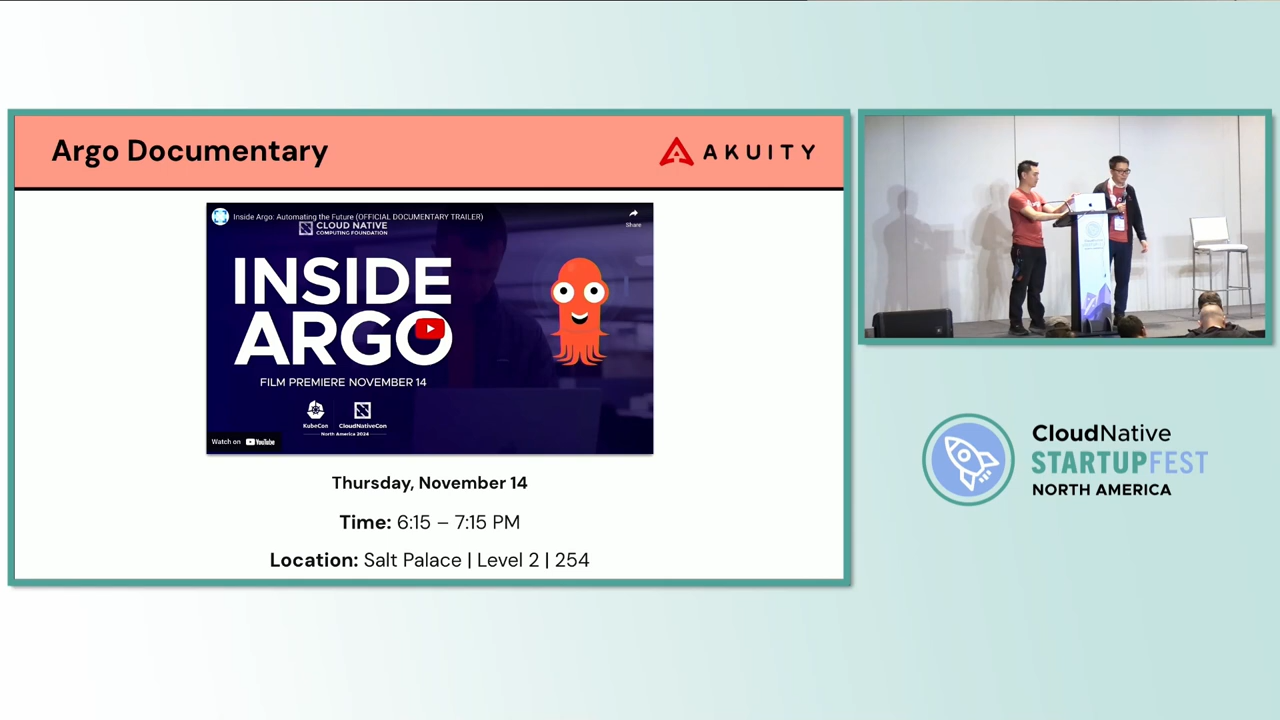 Argo Documentary
AKUITY
Inside Argo: Automating the Future (OFFICIAL DOCUMENTARY TRAILER)
Share
CLOUD NATIVE
COMPUTING FOUNDATION
INSIDE
ARGO
FILM PREMIERE NOVEMBER 14
KubeCon
CloudNativeCon
North America 2024
Watch on YouTube
Thursday, November 14
Time: 6:15 – 7:15 PM
Location: Salt Palace | Level 2 | 254
CloudNative
STARTUPFEST
NORTH AMERICA